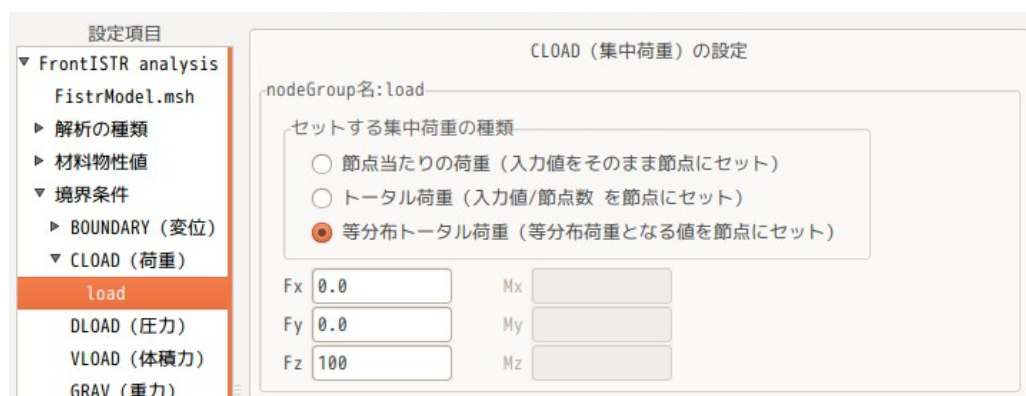 設定項目
▼ FrontISTR analysis
FistrModel.msh
▶ 解析の種類
▶ 材料物性値
▼ 境界条件
▶ BOUNDARY (変位)
▼ CLOAD (荷重)
load
DLOAD (圧力)
VLOAD (体積力)
GRAV (重力)
CLOAD (集中荷重) の設定
nodeGroup名:load
セットする集中荷重の種類
節点当たりの荷重 (入力値をそのまま節点にセット)
トータル荷重 (入力値/節点数 を節点にセット)
等分布トータル荷重 (等分布荷重となる値を節点にセット)
Fx 0.0 Mx
Fy 0.0 My
Fz 100 Mz